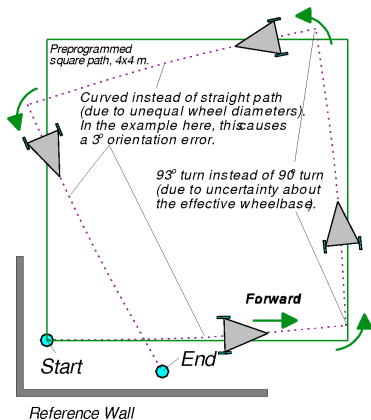 Preprogrammed
square path, 4x4 m.
Curved instead of straight path
(due to unequal wheel diameters).
In the example here, this causes
a 3° orientation error.
93° turn instead of 90° turn
(due to uncertainty about
the effective wheelbase).
Forward
Start
End
Reference Wall